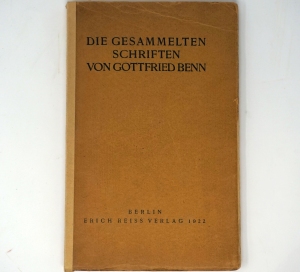 DIE GESAMMELTEN
SCHRIFTEN
VON GOTTFRIED BENN
BERLIN
ERICH REISS VERLAG 1922